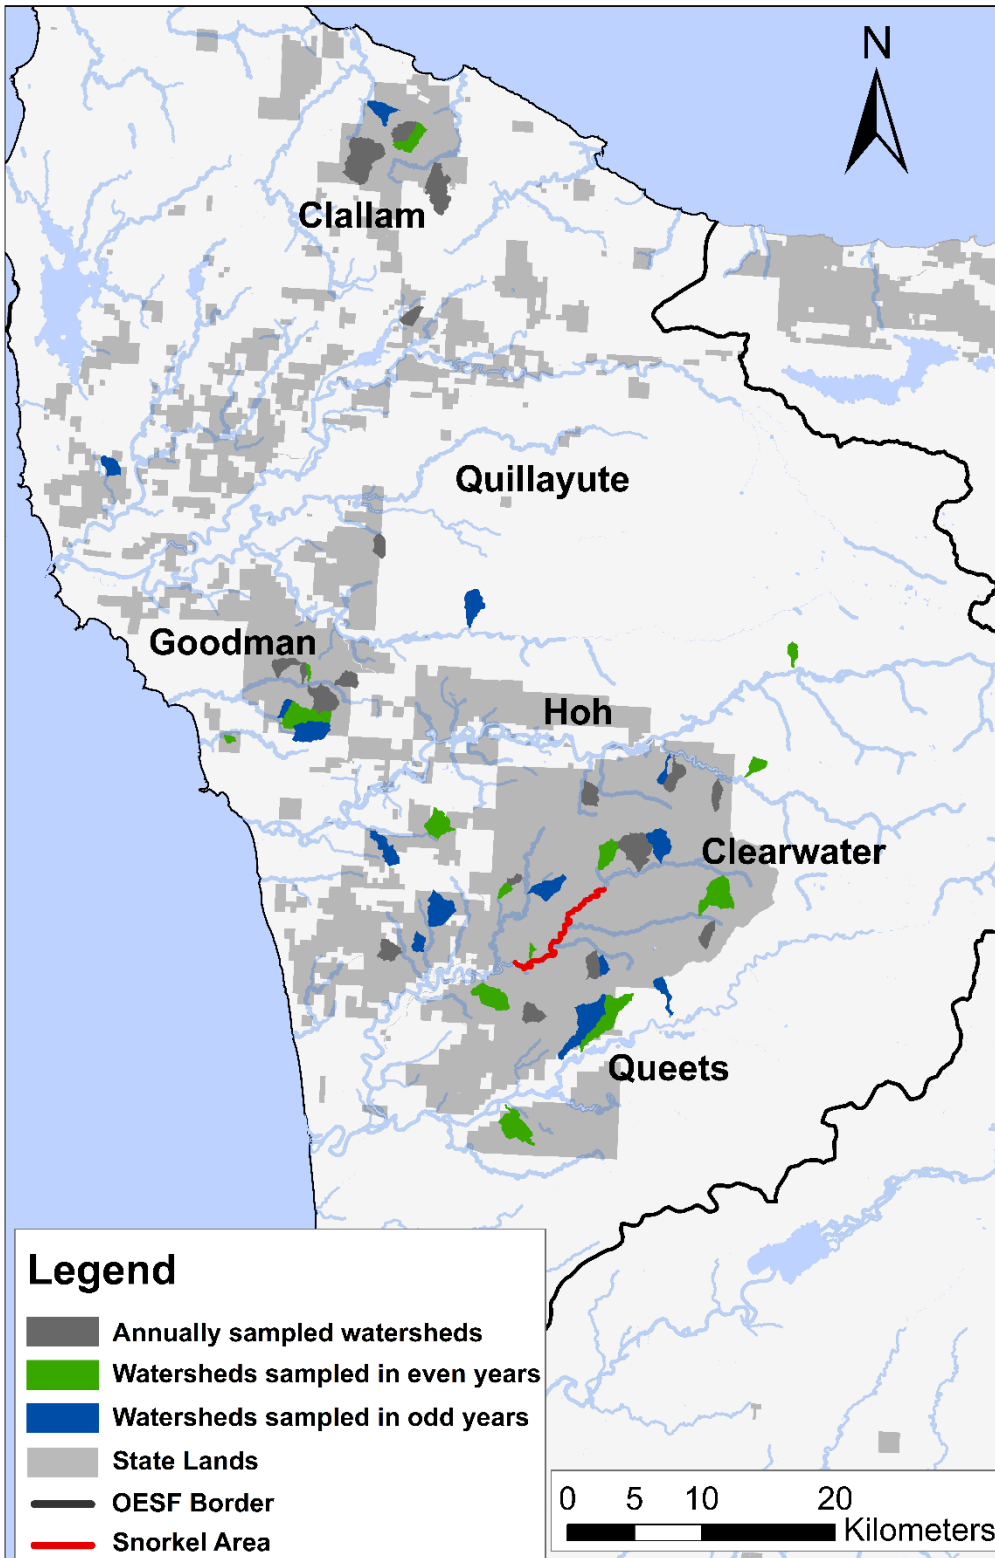 N
Clallam
Quillayute
Goodman
Hoh
Clearwater
Queets
Legend
Annually sampled watersheds
Watersheds sampled in even years
Watersheds sampled in odd years
State Lands
OESF Border
Snorkel Area
0 5 10 20
Kilometers